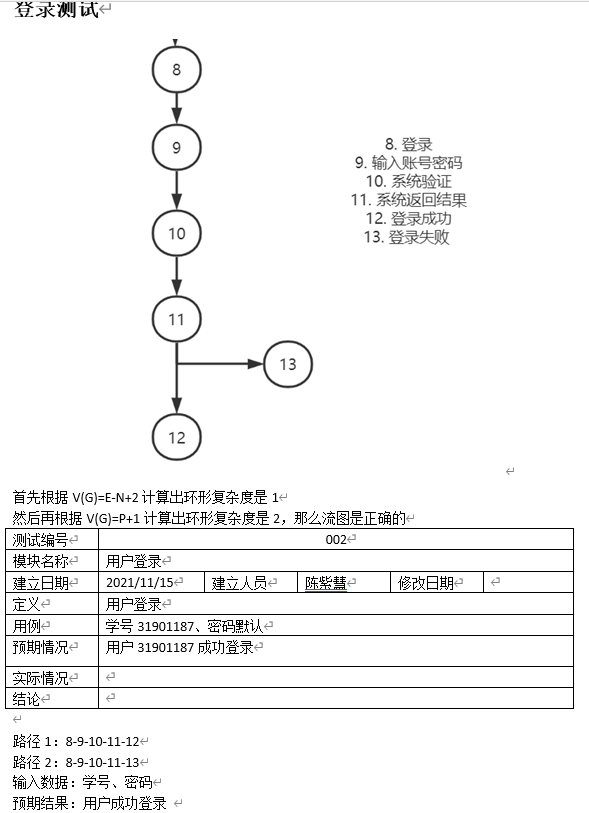 登录测试
8
9
10
11
13
12
8. 登录
9. 输入账号密码
10. 系统验证
11. 系统返回结果
12. 登录成功
13. 登录失败
首先根据 V(G)=E-N+2 计算出环形复杂度是 1
然后再根据 V(G)=P+1 计算出环形复杂度是 2，那么流图是正确的
测试编号 002
模块名称 用户登录
建立日期 2021/11/15 建立人员 陈紫慧 修改日期
定义 用户登录
用例 学号 31901187、密码默认
预期情况 用户 31901187 成功登录
实际情况
结论
路径 1：8-9-10-11-12
路径 2：8-9-10-11-13
输入数据：学号、密码
预期结果：用户成功登录